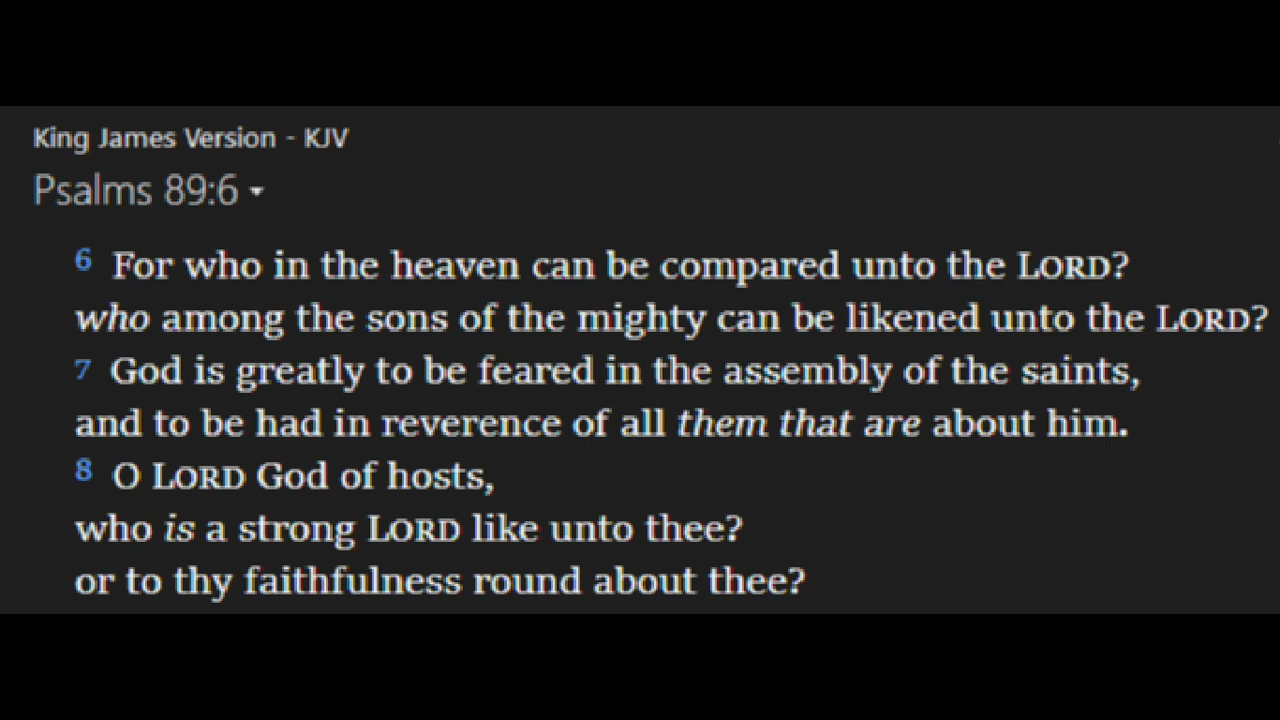 King James Version - KJV
Psalms 89:6
6 For who in the heaven can be compared unto the LORD?
who among the sons of the mighty can be likened unto the LORD?
7 God is greatly to be feared in the assembly of the saints,
and to be had in reverence of all them that are about him.
8 O LORD God of hosts,
who is a strong LORD like unto thee?
or to thy faithfulness round about thee?